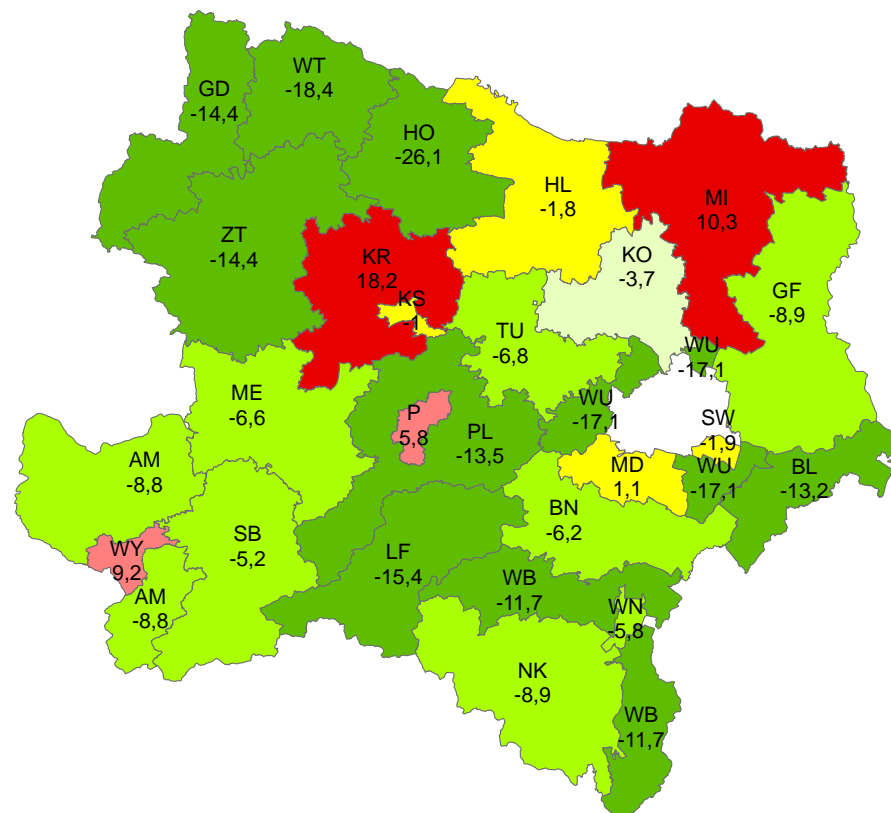 WT
-18,4
GD
-14,4
HO
-26,1
HL
-1,8
MI
10,3
ZT
-14,4
KR
18,2
KO
-3,7
GF
-8,9
KS
-1
TU
-6,8
WU
-17,1
ME
-6,6
WU
-17,1
P
5,8
PL
-13,5
SW
-1,9
AM
-8,8
MD
1,1
WU
-17,1
BL
-13,2
SB
-5,2
BN
-6,2
WY
9,2
LF
-15,4
WB
-11,7
AM
-8,8
WN
-5,8
NK
-8,9
WB
-11,7